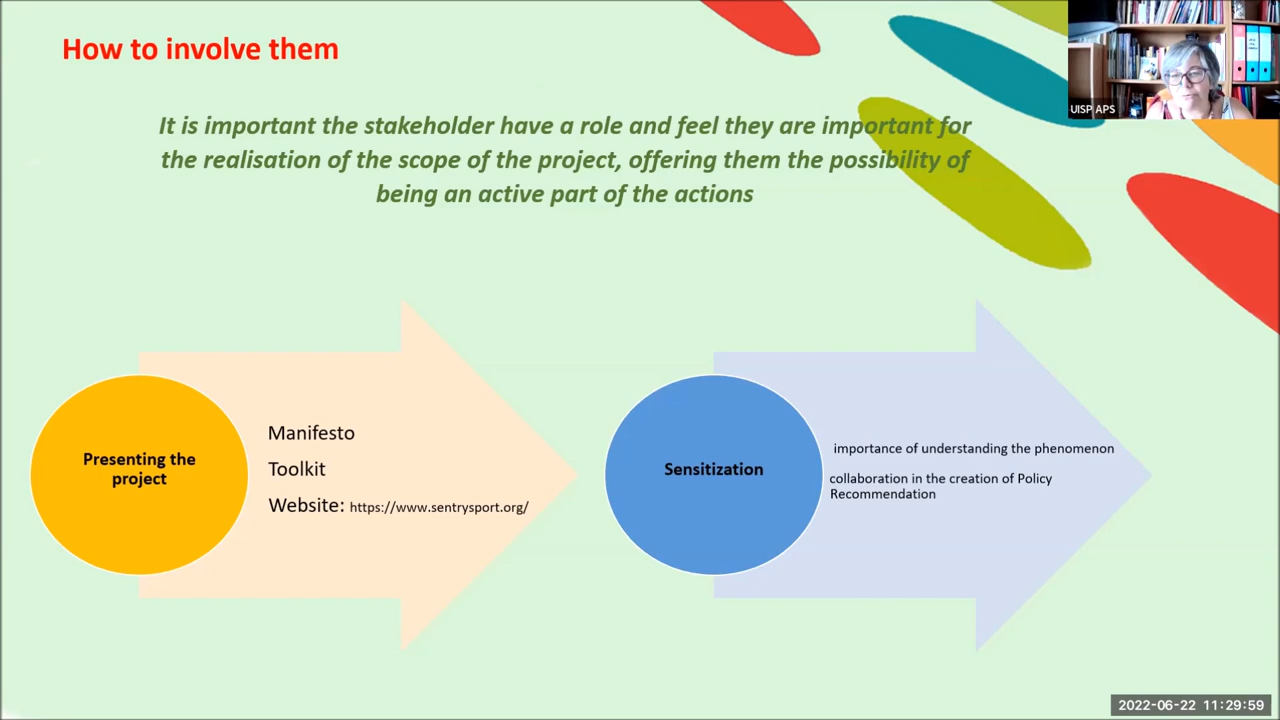 How to involve them
UISP APS
It is important the stakeholder have a role and feel they are important for
the realisation of the scope of the project, offering them the possibility of
being an active part of the actions
Presenting the
project
Manifesto
Toolkit
Website: https://www.sentrysport.org/
Sensitization
importance of understanding the phenomenon
collaboration in the creation of Policy
Recommendation
2022-06-22 11:29:59